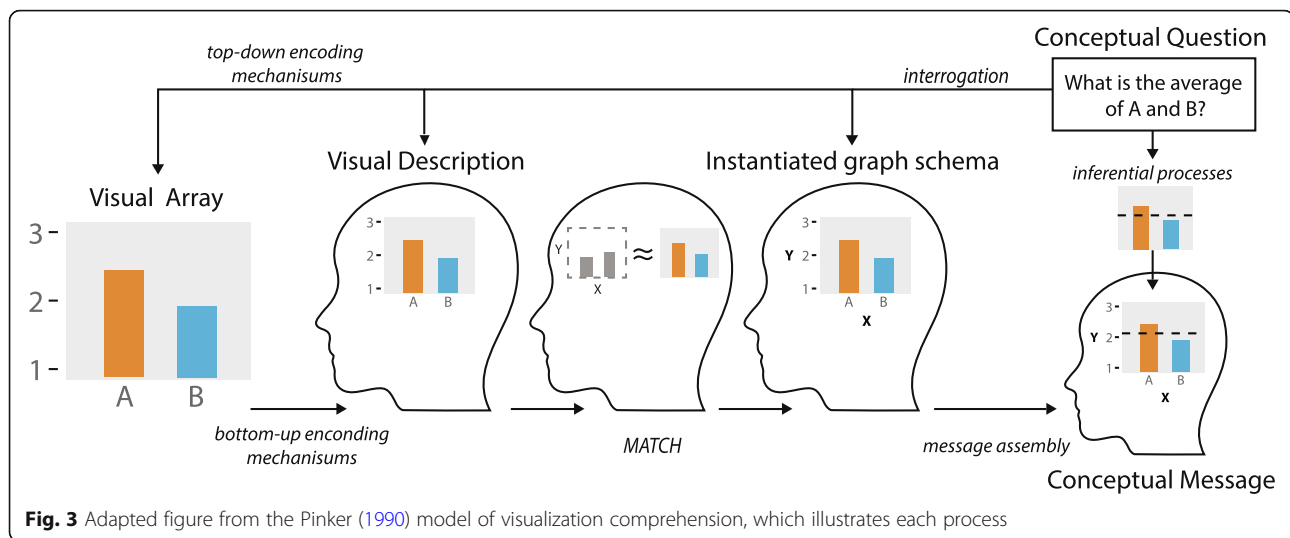 Conceptual Question
top-down encoding
mechanisums
interrogation
What is the average
of A and B?
Visual Description
Instantiated graph schema
inferential processes
Visual Array
3
2
1
A B
3
2
1
A B
Y
X
≈
3
Y 2
1
A B
X
3
Y 2
1
A B
X
bottom-up enconding
mechanisums
MATCH
message assembly
Conceptual Message
Fig. 3 Adapted figure from the Pinker (1990) model of visualization comprehension, which illustrates each process